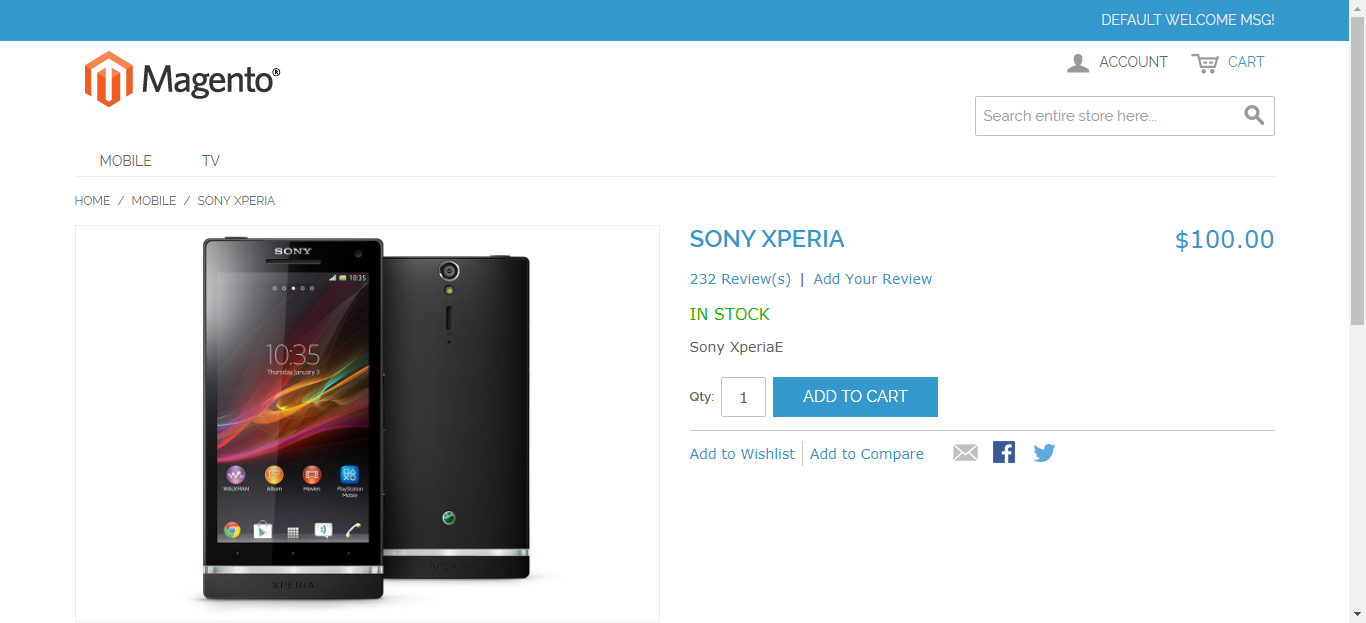 DEFAULT WELCOME MSG!
Magento®
ACCOUNT CART
Search entire store here...
MOBILE TV
HOME / MOBILE / SONY XPERIA
SONY XPERIA $100.00
232 Review(s) | Add Your Review
IN STOCK
Sony XperiaE
Qty: 1 ADD TO CART
Add to Wishlist Add to Compare
SONY
10:35
10:35
Thursday, January 3
WALKMAN Album Movies PlayStation
Mobile
XPERIA
XPERIA